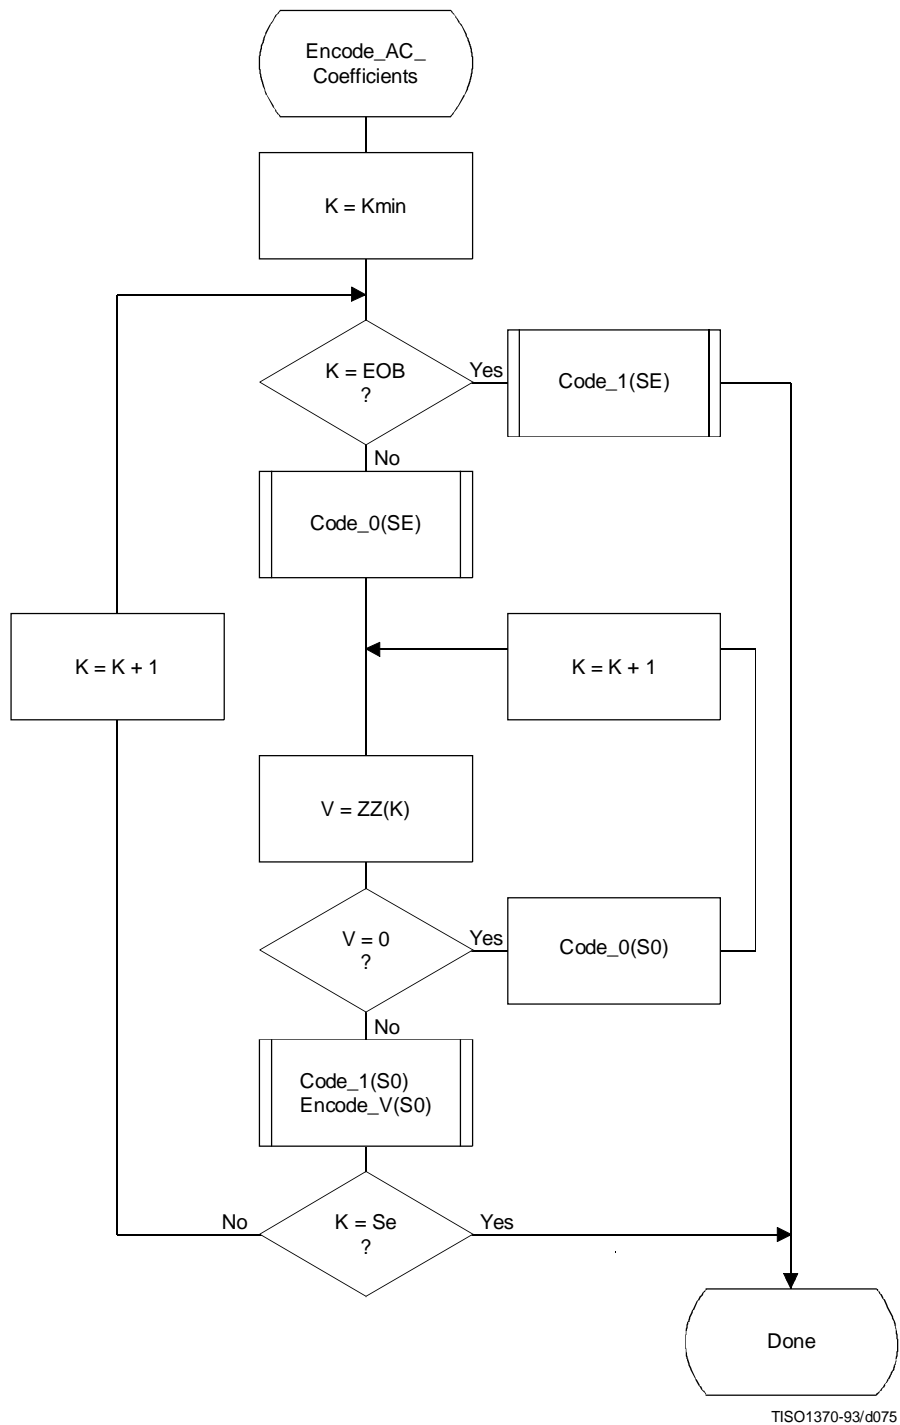 Encode_AC_
Coefficients
K = Kmin
K = EOB
?
Yes
Code_1(SE)
No
Code_0(SE)
K = K + 1
K = K + 1
V = ZZ(K)
V = 0
?
Yes
Code_0(S0)
No
Code_1(S0)
Encode_V(S0)
No
K = Se
?
Yes
Done
TISO1370-93/d075